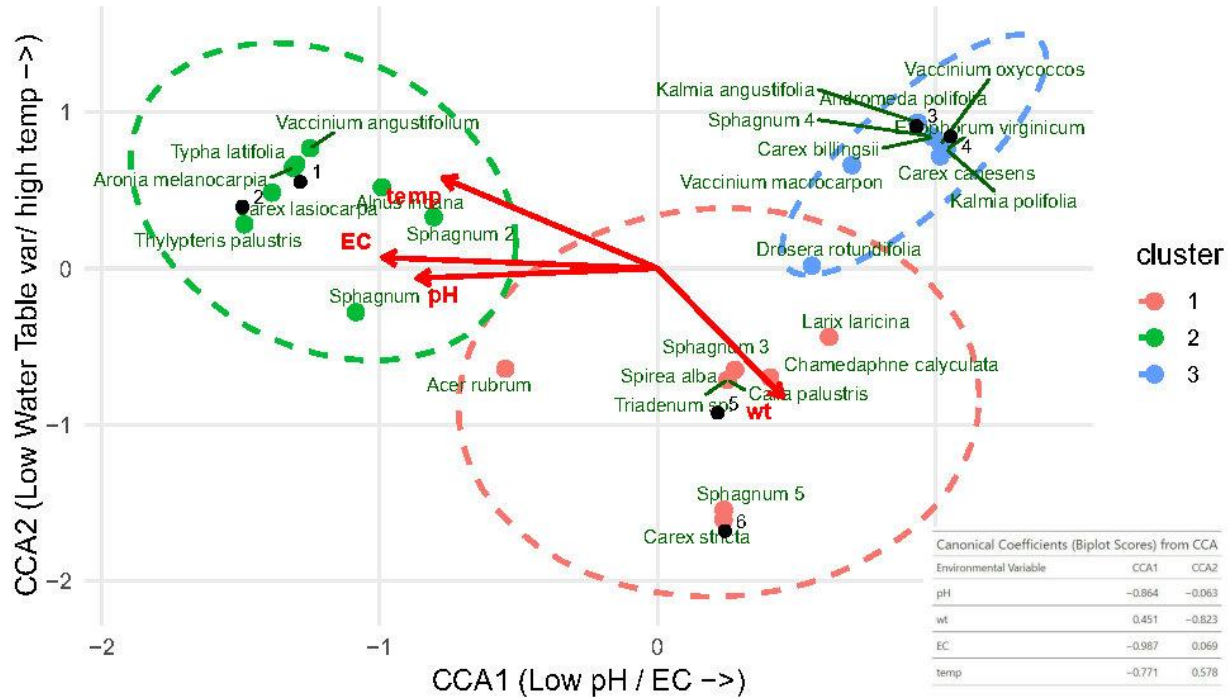 CCA2 (Low Water Table var/ high temp −>)
1
0
−1
−2
−2
−1
0
1
CCA1 (Low pH / EC −>)
Vaccinium angustifolium
Typha latifolia
Aronia melanocarpia
1
2
Carex lasiocarpa
Thylypteris palustris
temp
Alnus incana
Sphagnum 2
EC
pH
Sphagnum 1
Vaccinium oxycoccos
Kalmia angustifolia
Andromeda polifolia
3
Sphagnum 4
Eriophorum virginicum
Carex billingsii
4
Carex canesens
Vaccinium macrocarpon
Kalmia polifolia
Drosera rotundifolia
Larix laricina
Sphagnum 3
Chamedaphne calyculata
Acer rubrum
Spirea alba
Calla palustris
Triadenum sp.
5
wt
Sphagnum 5
6
Carex stricta
cluster
1
2
3
Canonical Coefficients (Biplot Scores) from CCA
Environmental Variable CCA1 CCA2
pH −0.864 −0.063
wt 0.451 −0.823
EC −0.987 0.069
temp −0.771 0.578